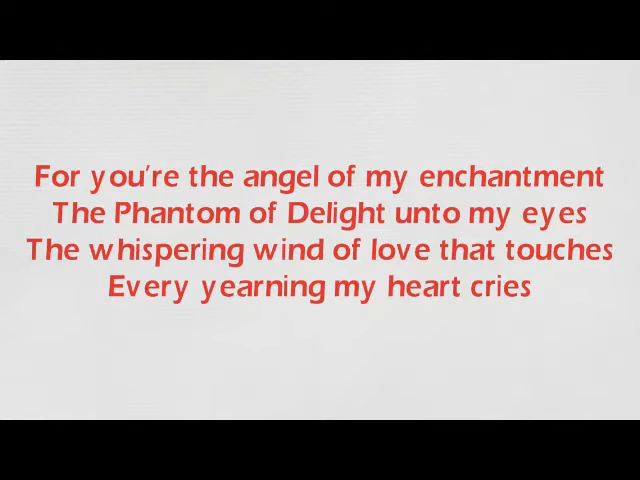 For you're the angel of my enchantment
The Phantom of Delight unto my eyes
The whispering wind of love that touches
Every yearning my heart cries